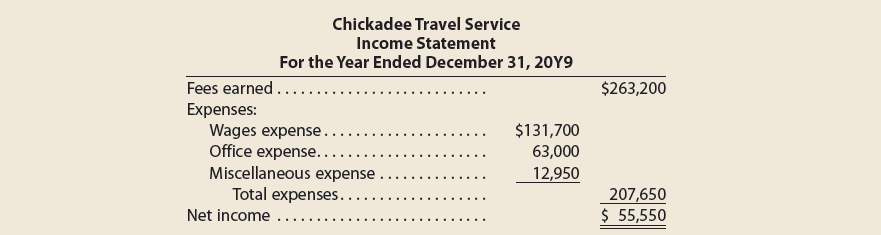 Chickadee Travel Service
Income Statement
For the Year Ended December 31, 20Y9
Fees earned . . . . . . . . . . . . . . . . . . . . . . . . . . . $263,200
Expenses:
Wages expense . . . . . . . . . . . . . . . . . . . . . $131,700
Office expense. . . . . . . . . . . . . . . . . . . . . . 63,000
Miscellaneous expense . . . . . . . . . . . . . . 12,950
Total expenses. . . . . . . . . . . . . . . . . . . 207,650
Net income . . . . . . . . . . . . . . . . . . . . . . . . . . . $ 55,550